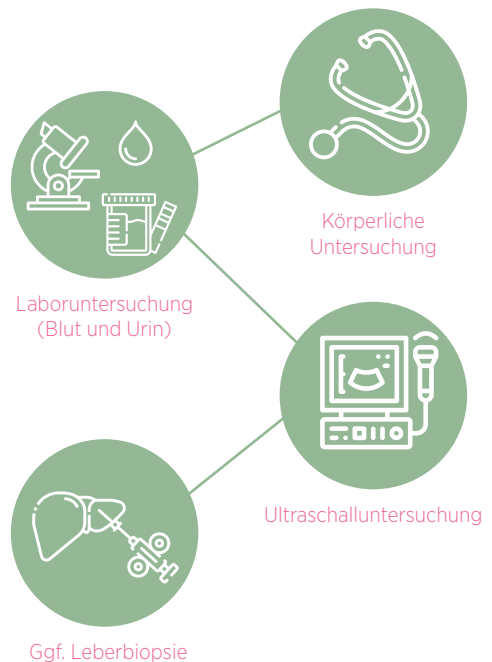 Körperliche
Untersuchung
Laboruntersuchung
(Blut und Urin)
Ultraschalluntersuchung
Ggf. Leberbiopsie